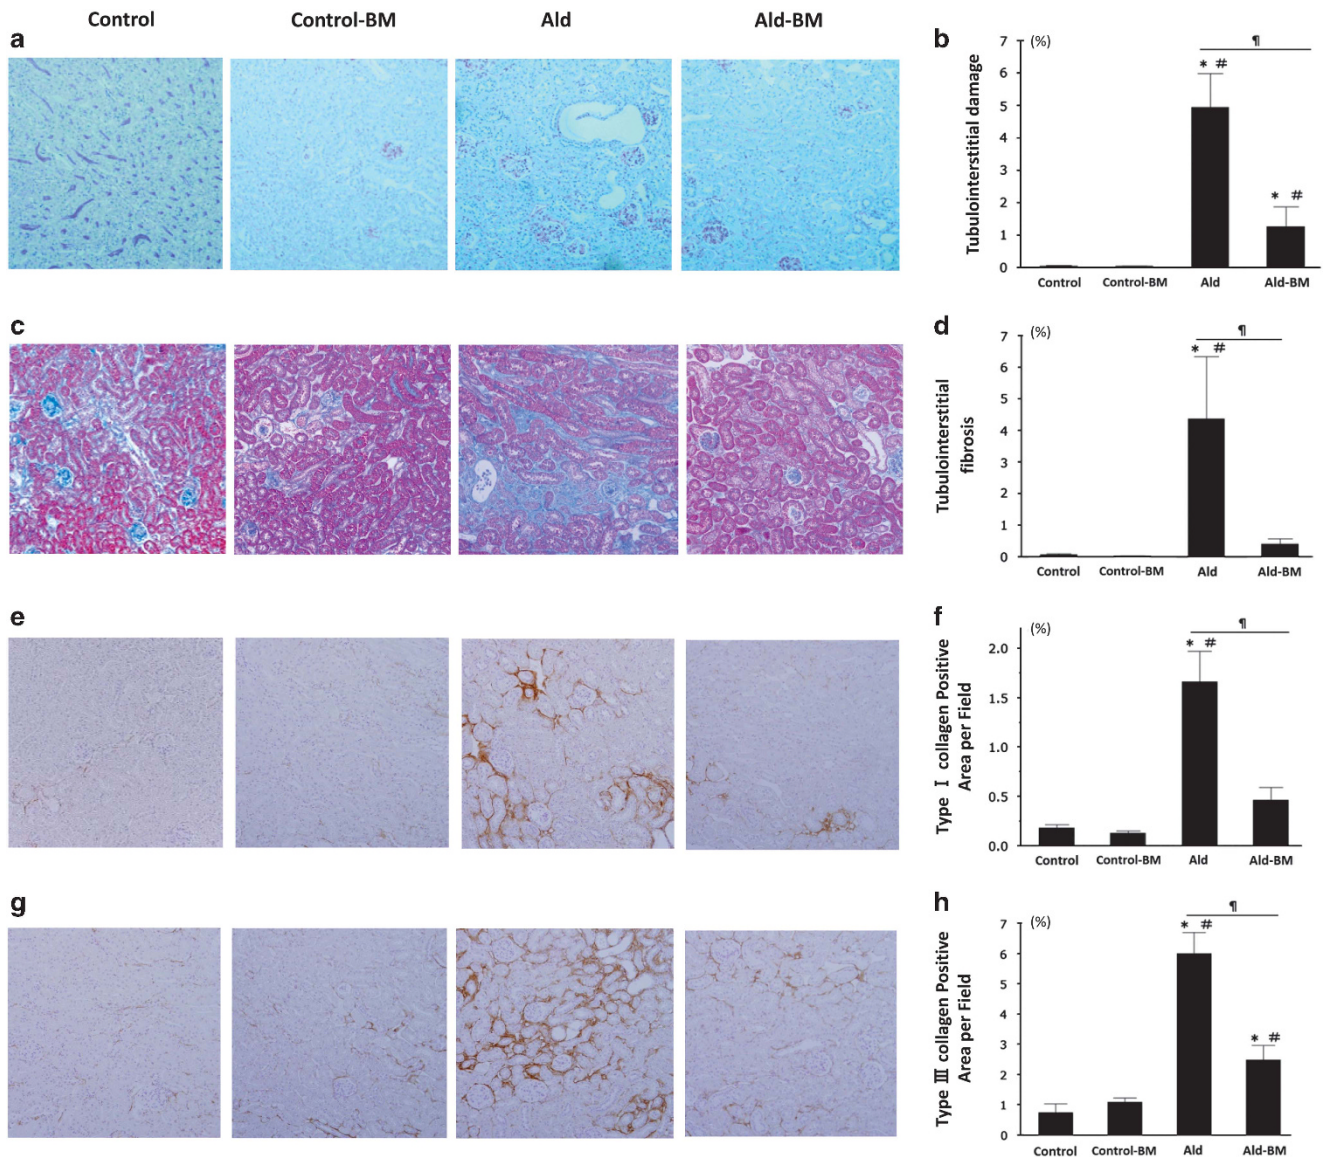 Control Control-BM Ald Ald-BM
a
b
(%)
¶
* #
* #
7
6
5
4
3
2
1
0
Tubulointerstitial damage
Control Control-BM Ald Ald-BM
c
d
(%)
¶
* #
7
6
5
4
3
2
1
0
Tubulointerstitial
fibrosis
Control Control-BM Ald Ald-BM
e
f
(%)
¶
* #
2.0
1.5
1.0
0.5
0.0
Type Ⅰ collagen Positive
Area per Field
Control Control-BM Ald Ald-BM
g
h
(%)
¶
* #
* #
7
6
5
4
3
2
1
0
Type Ⅲ collagen Positive
Area per Field
Control Control-BM Ald Ald-BM